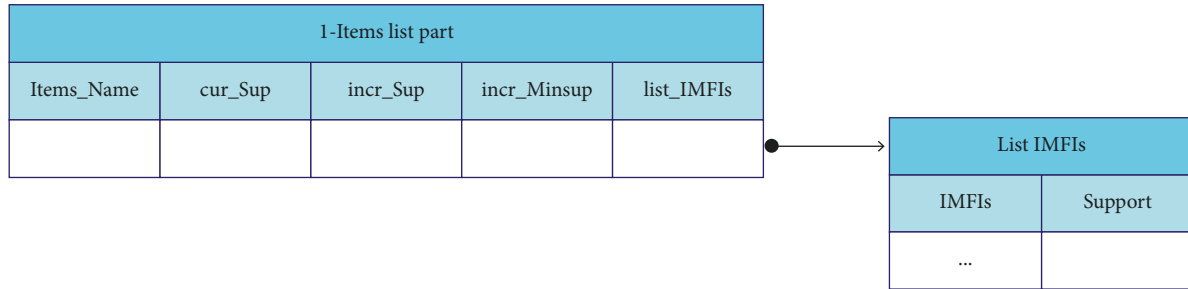 1-Items list part
Items_Name cur_Sup incr_Sup incr_Minsup list_IMFIs
List IMFIs
IMFIs Support
...